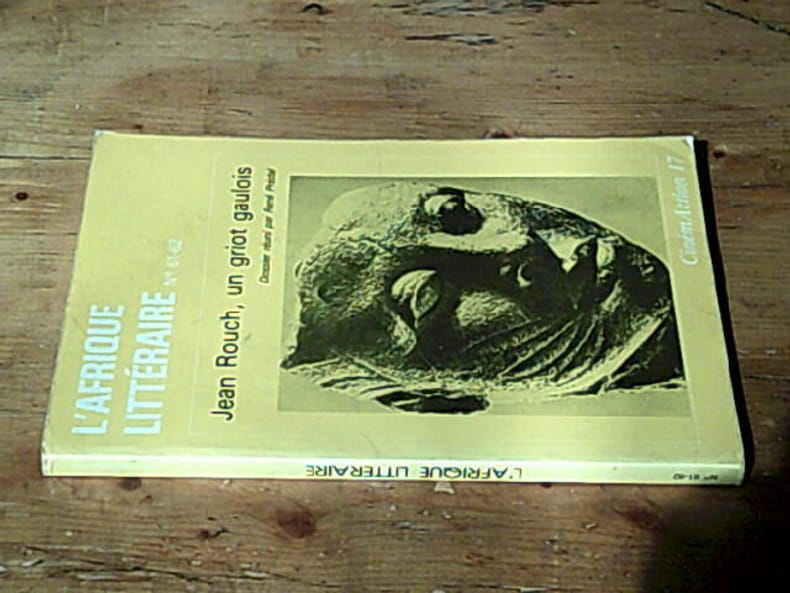 L'AFRIQUE
LITTÉRAIRE N° 61-62
Jean Rouch, un griot gaulois
Dossier réuni par René Prédal
CinémAction 17
L'AFRIQUE LITTERAIRE
N° 61-62